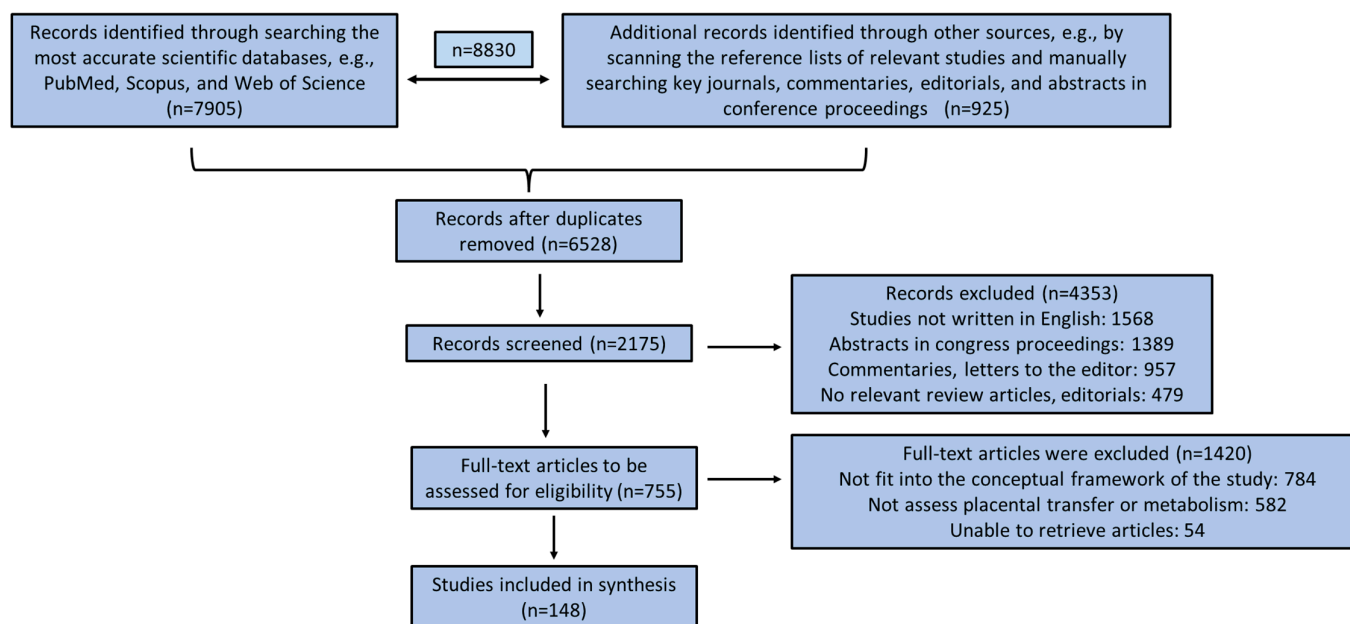 Records identified through searching the
most accurate scientific databases, e.g.,
PubMed, Scopus, and Web of Science
(n=7905)
n=8830
Additional records identified through other sources, e.g., by
scanning the reference lists of relevant studies and manually
searching key journals, commentaries, editorials, and abstracts in
conference proceedings (n=925)
Records after duplicates
removed (n=6528)
Records screened (n=2175)
Records excluded (n=4353)
Studies not written in English: 1568
Abstracts in congress proceedings: 1389
Commentaries, letters to the editor: 957
No relevant review articles, editorials: 479
Full-text articles to be
assessed for eligibility (n=755)
Full-text articles were excluded (n=1420)
Not fit into the conceptual framework of the study: 784
Not assess placental transfer or metabolism: 582
Unable to retrieve articles: 54
Studies included in synthesis
(n=148)